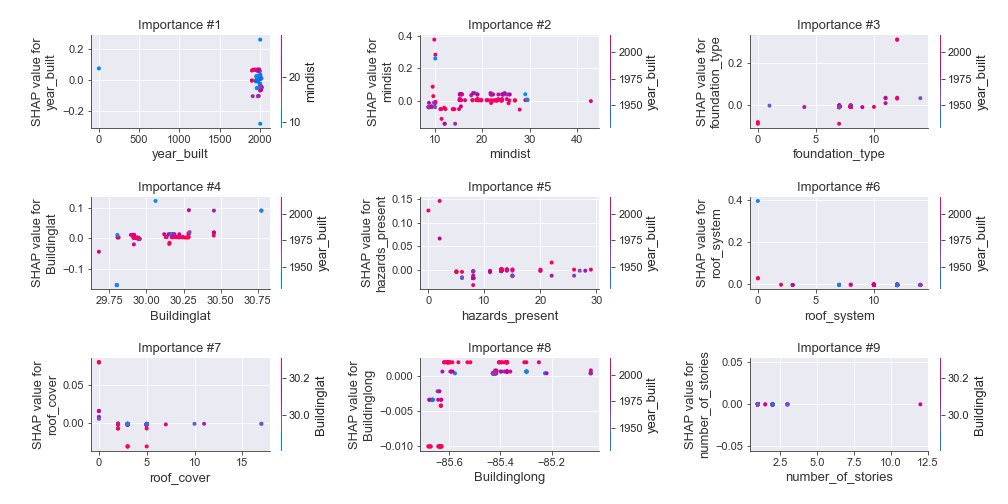 Importance #1
Importance #2
Importance #3
SHAP value for
year_built
0.2
0.0
−0.2
0
500
1000
1500
2000
year_built
20
10
mindist
SHAP value for
mindist
0.4
0.2
0.0
10
20
30
40
mindist
2000
1975
1950
year_built
SHAP value for
foundation_type
0.2
0.0
0
5
10
foundation_type
2000
1975
1950
year_built
Importance #4
Importance #5
Importance #6
SHAP value for
Buildinglat
0.1
0.0
−0.1
29.75
30.00
30.25
30.50
30.75
Buildinglat
2000
1975
1950
year_built
SHAP value for
hazards_present
0.15
0.10
0.05
0.00
0
10
20
30
hazards_present
2000
1975
1950
year_built
SHAP value for
roof_system
0.4
0.2
0.0
0
5
10
roof_system
2000
1975
1950
year_built
Importance #7
Importance #8
Importance #9
SHAP value for
roof_cover
0.05
0.00
0
5
10
15
roof_cover
30.2
30.0
Buildinglat
SHAP value for
Buildinglong
0.000
−0.005
−0.010
−85.6
−85.4
−85.2
Buildinglong
2000
1975
1950
year_built
SHAP value for
number_of_stories
0.05
0.00
−0.05
2.5
5.0
7.5
10.0
12.5
number_of_stories
30.2
30.0
Buildinglat